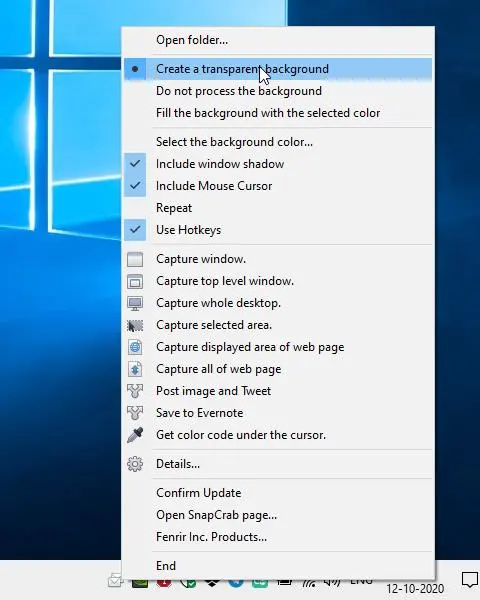 Open folder...
Create a transparent background
Do not process the background
Fill the background with the selected color
Select the background color...
Include window shadow
Include Mouse Cursor
Repeat
Use Hotkeys
Capture window.
Capture top level window.
Capture whole desktop.
Capture selected area.
Capture displayed area of web page
Capture all of web page
Post image and Tweet
Save to Evernote
Get color code under the cursor.
Details...
Confirm Update
Open SnapCrab page...
Fenrir Inc. Products...
End
ENG
12-10-2020